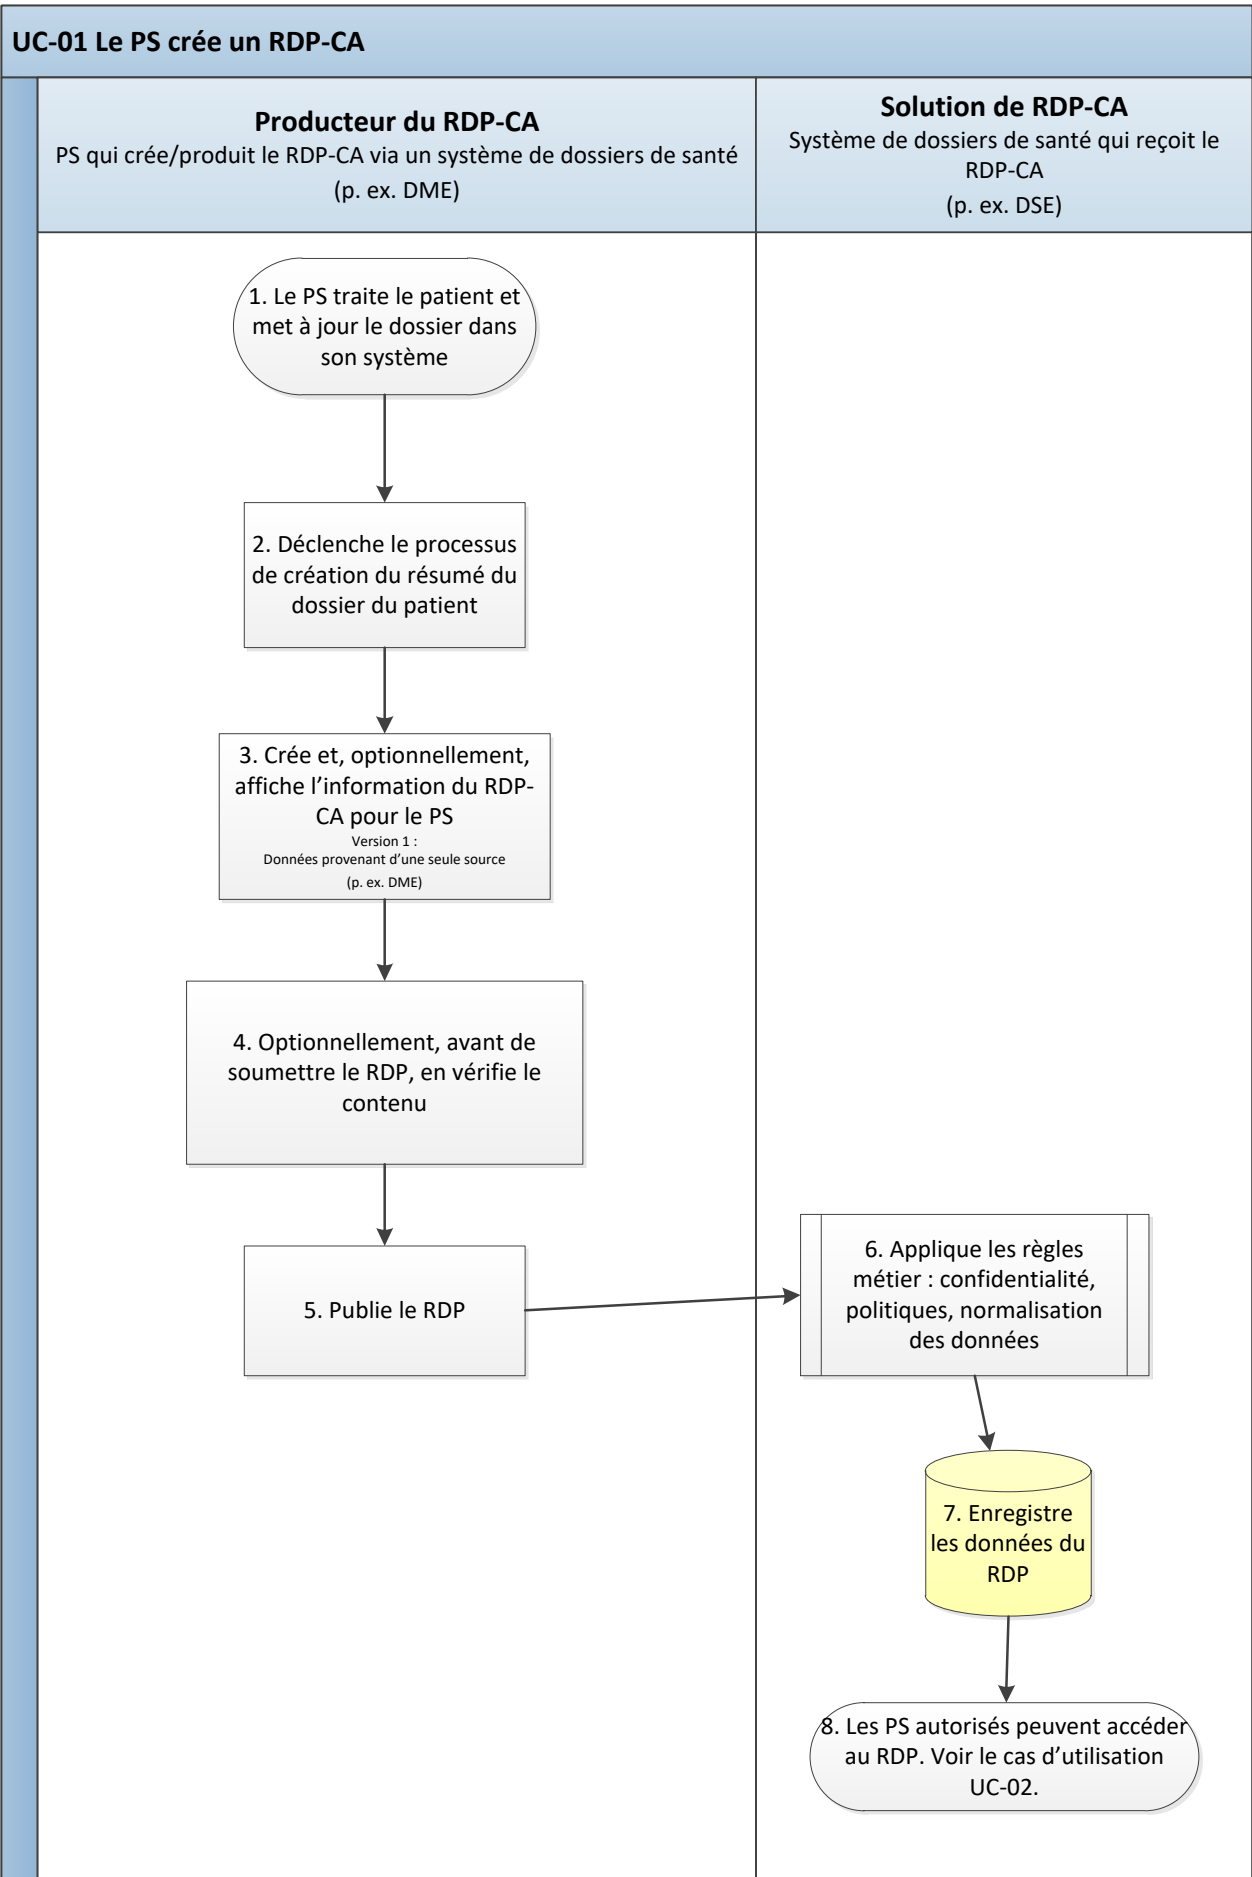 UC-01 Le PS crée un RDP-CA
Producteur du RDP-CA
PS qui crée/produit le RDP-CA via un système de dossiers de santé
(p. ex. DME)
Solution de RDP-CA
Système de dossiers de santé qui reçoit le
RDP-CA
(p. ex. DSE)
1. Le PS traite le patient et
met à jour le dossier dans
son système
2. Déclenche le processus
de création du résumé du
dossier du patient
3. Crée et, optionnellement,
affiche l’information du RDP-
CA pour le PS
Version 1 :
Données provenant d’une seule source
(p. ex. DME)
4. Optionnellement, avant de
soumettre le RDP, en vérifie le
contenu
5. Publie le RDP
6. Applique les règles
métier : confidentialité,
politiques, normalisation
des données
7. Enregistre
les données du
RDP
8. Les PS autorisés peuvent accéder
au RDP. Voir le cas d’utilisation
UC-02.